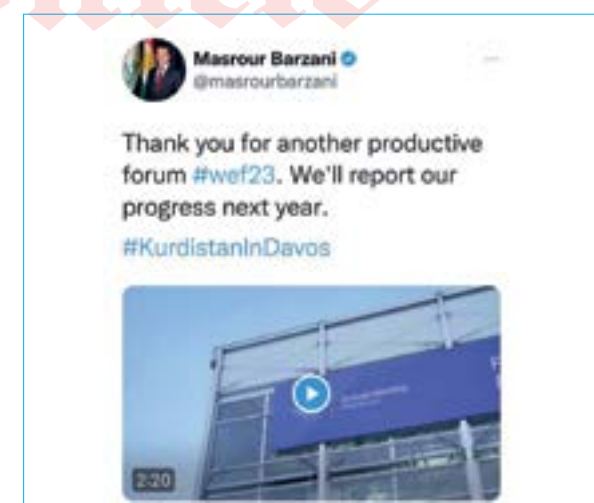 Masrour Barzani
@masrourbarzani
Thank you for another productive
forum #wef23. We'll report our
progress next year.
#KurdistanInDavos
2:20